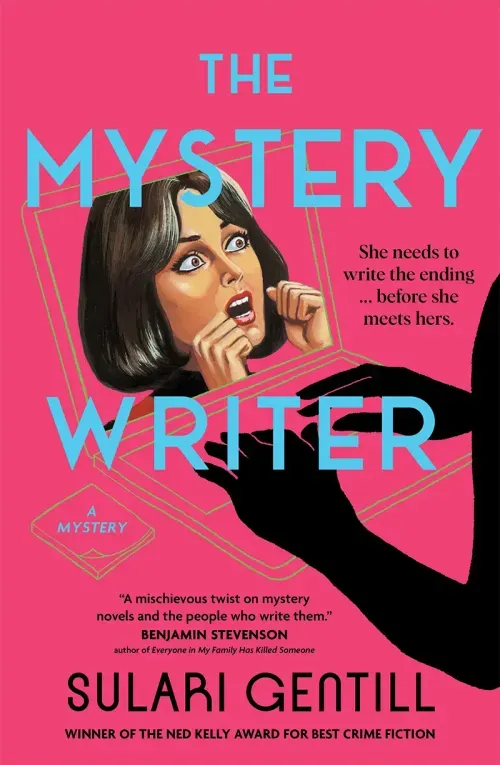 THE
MYSTERY
She needs to
write the ending
... before she
meets hers.
WRITER
A
MYSTERY
“A mischievous twist on mystery
novels and the people who write them.”
BENJAMIN STEVENSON
author of Everyone in My Family Has Killed Someone
SULARI GENTILL
WINNER OF THE NED KELLY AWARD FOR BEST CRIME FICTION